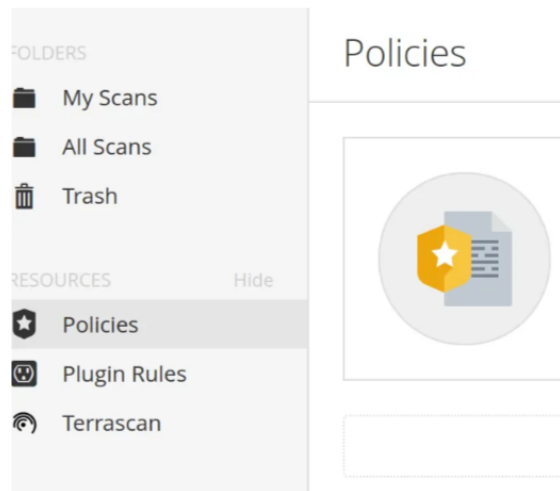 FOLDERS
My Scans
All Scans
Trash
RESOURCES Hide
Policies
Plugin Rules
Terrascan
Policies